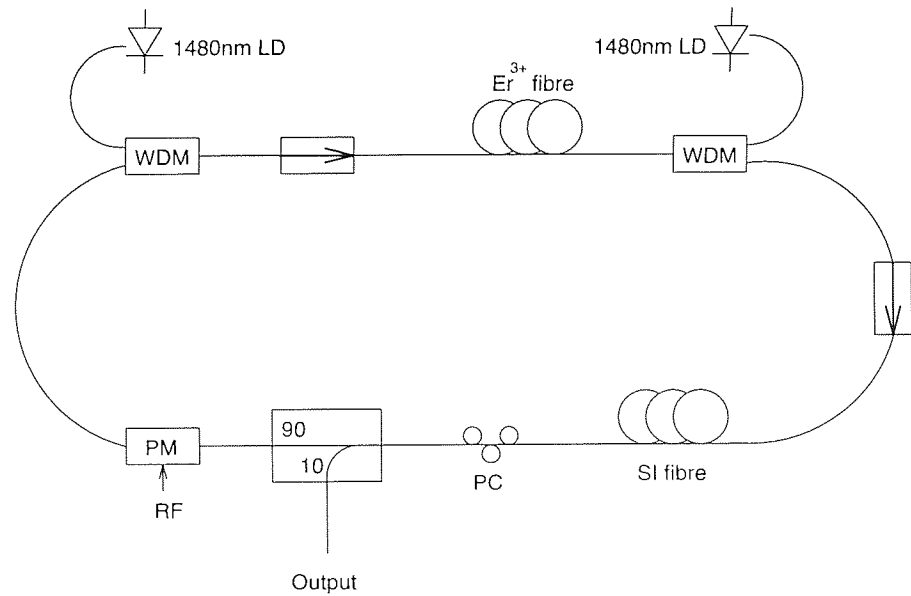 1480nm LD
1480nm LD
Er3+ fibre
WDM
WDM
90
10
PM
RF
PC
SI fibre
Output